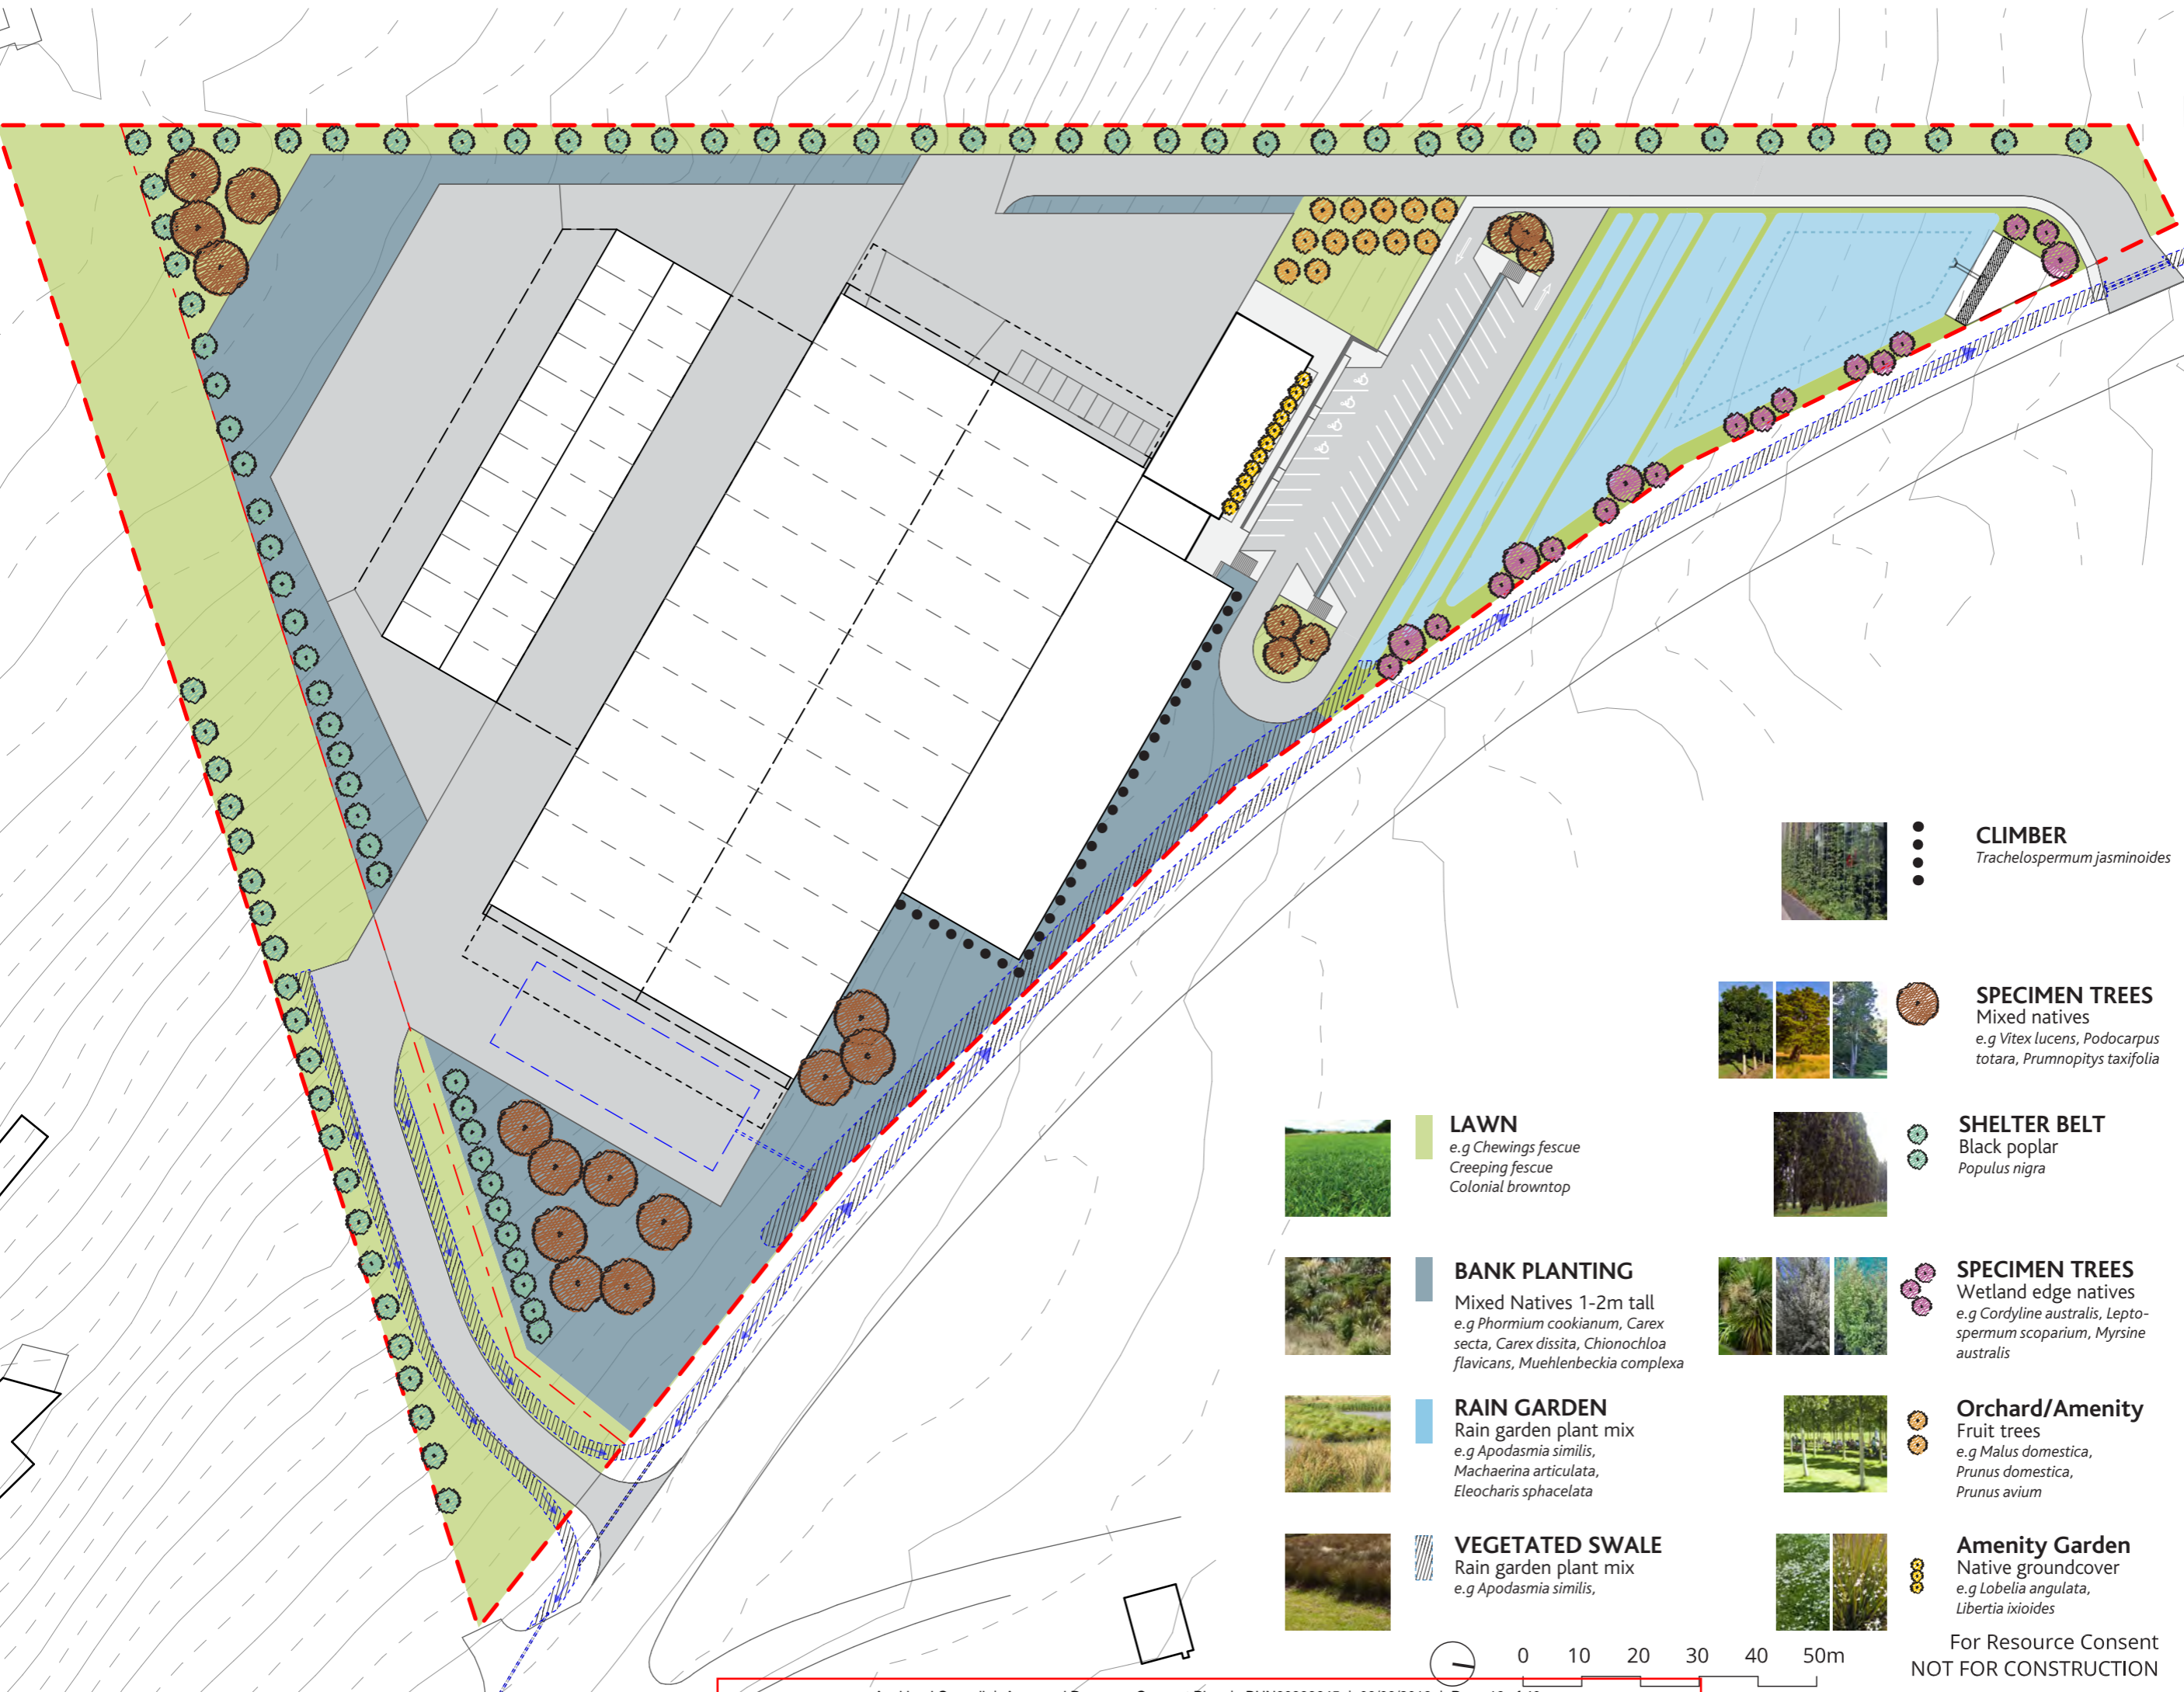 CLIMBER
Trachelospermum jasminoides
SPECIMEN TREES
Mixed natives
e.g Vitex lucens, Podocarpus
totara, Prumnopitys taxifolia
LAWN
e.g Chewings fescue
Creeping fescue
Colonial browntop
SHELTER BELT
Black poplar
Populus nigra
BANK PLANTING
Mixed Natives 1-2m tall
e.g Phormium cookianum, Carex
secta, Carex dissita, Chionochloa
flavicans, Muehlenbeckia complexa
SPECIMEN TREES
Wetland edge natives
e.g Cordyline australis, Lepto-
spermum scoparium, Myrsine
australis
RAIN GARDEN
Rain garden plant mix
e.g Apodasmia similis,
Machaerina articulata,
Eleocharis sphacelata
Orchard/Amenity
Fruit trees
e.g Malus domestica,
Prunus domestica,
Prunus avium
VEGETATED SWALE
Rain garden plant mix
e.g Apodasmia similis,
Amenity Garden
Native groundcover
e.g Lobelia angulata,
Libertia ixioides
0 10 20 30 40 50m
For Resource Consent
NOT FOR CONSTRUCTION